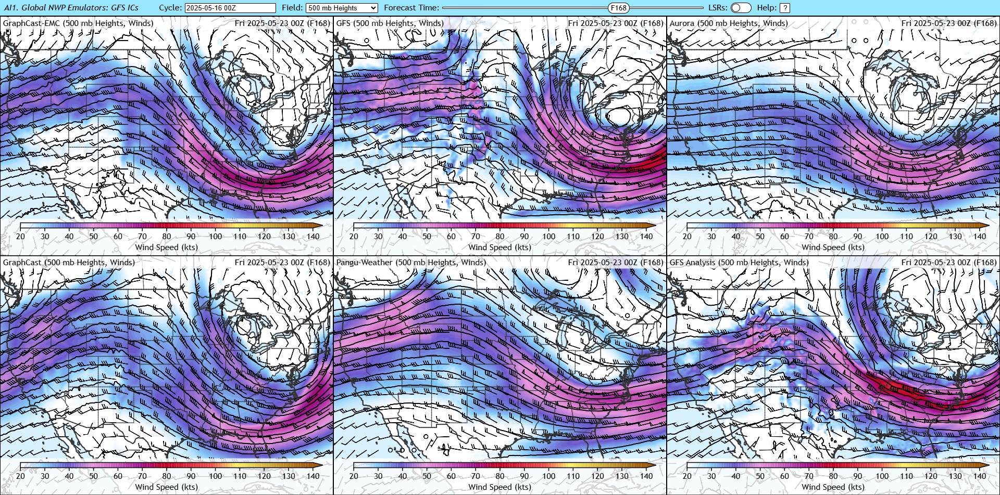 AI1. Global NWP Emulators: GFS ICs Cycle: 2025-05-16 00Z Field: 500 mb Heights Forecast Time: F168 LSRs: Help: ?
GraphCast-EMC (500 mb Heights, Winds) Fri 2025-05-23 00Z (F168)
20 30 40 50 60 70 80 90 100 110 120 130 140
Wind Speed (kts)
GFS (500 mb Heights, Winds) Fri 2025-05-23 00Z (F168)
20 30 40 50 60 70 80 90 100 110 120 130 140
Wind Speed (kts)
Aurora (500 mb Heights, Winds) Fri 2025-05-23 00Z (F168)
20 30 40 50 60 70 80 90 100 110 120 130 140
Wind Speed (kts)
GraphCast (500 mb Heights, Winds) Fri 2025-05-23 00Z (F168)
20 30 40 50 60 70 80 90 100 110 120 130 140
Wind Speed (kts)
Pangu-Weather (500 mb Heights, Winds) Fri 2025-05-23 00Z (F168)
20 30 40 50 60 70 80 90 100 110 120 130 140
Wind Speed (kts)
GFS Analysis (500 mb Heights, Winds) Fri 2025-05-23 00Z (F168)
20 30 40 50 60 70 80 90 100 110 120 130 140
Wind Speed (kts)